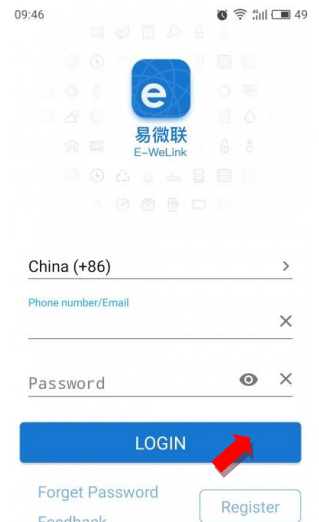 09:46
49
e
易微联
E-WeLink
China (+86)
Phone number/Email
Password
LOGIN
Forget Password
Register
Feedback